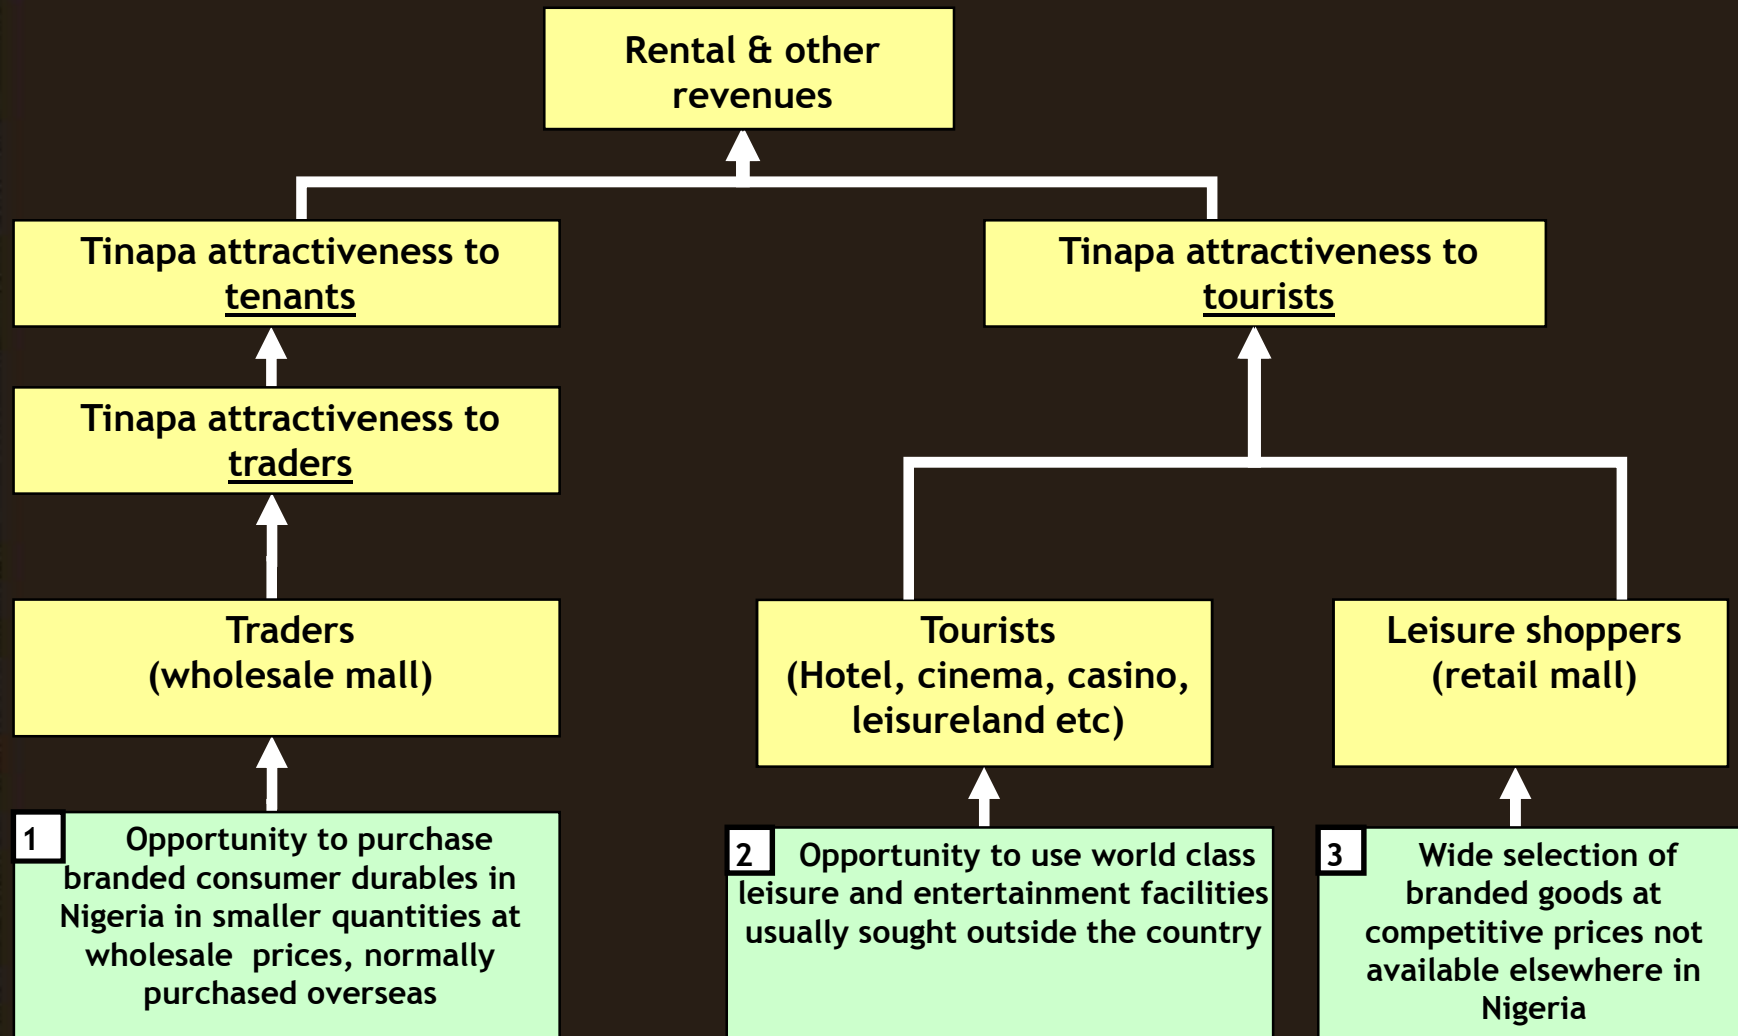 Rental & other
revenues
Tinapa attractiveness to
tenants
Tinapa attractiveness to
tourists
Tinapa attractiveness to
traders
Traders
(wholesale mall)
Tourists
(Hotel, cinema, casino,
leisureland etc)
Leisure shoppers
(retail mall)
1 Opportunity to purchase
branded consumer durables in
Nigeria in smaller quantities at
wholesale prices, normally
purchased overseas
2 Opportunity to use world class
leisure and entertainment facilities
usually sought outside the country
3 Wide selection of
branded goods at
competitive prices not
available elsewhere in
Nigeria